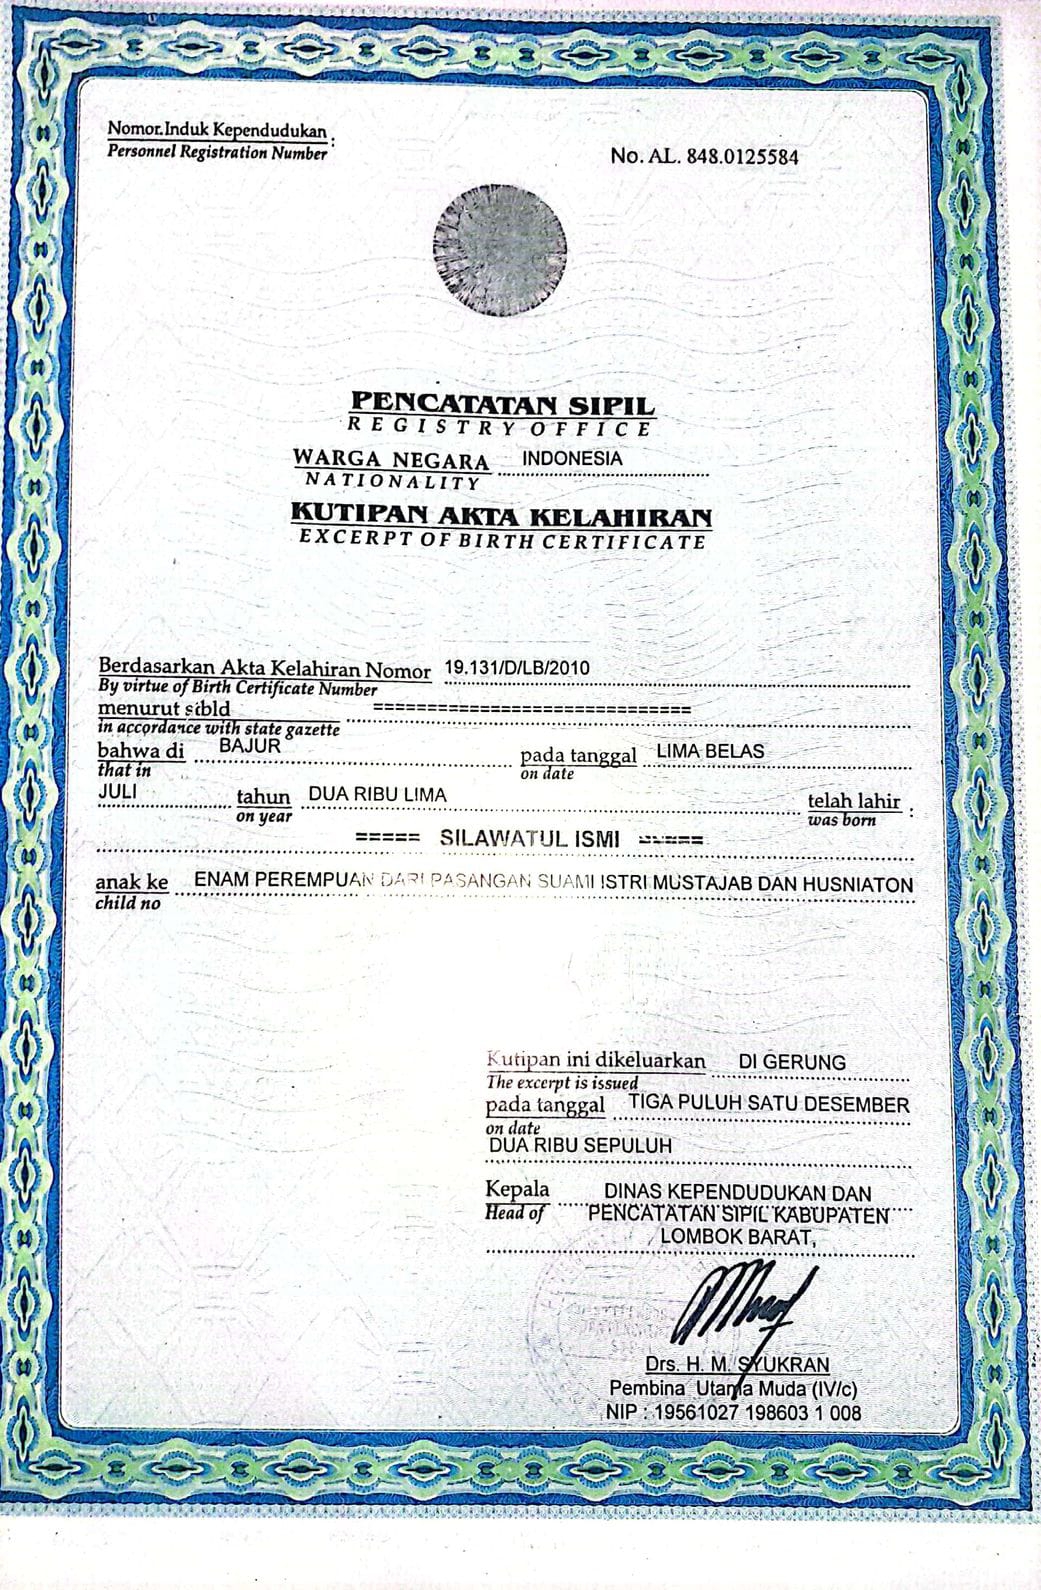 Nomor.Induk Kependudukan :
Personnel Registration Number
No. AL. 848.0125584
PENCATATAN SIPIL
REGISTRY OFFICE
WARGA NEGARA INDONESIA
NATIONALITY
KUTIPAN AKTA KELAHIRAN
EXCERPT OF BIRTH CERTIFICATE
Berdasarkan Akta Kelahiran Nomor 19.131/D/LB/2010
By virtue of Birth Certificate Number
menurut stbld ==============================
in accordance with state gazette
bahwa di BAJUR pada tanggal LIMA BELAS
that in on date
JULI tahun DUA RIBU LIMA telah lahir :
on year was born
===== SILAWATUL ISMI =====
anak ke ENAM PEREMPUAN DARI PASANGAN SUAMI ISTRI MUSTAJAB DAN HUSNIATON
child no
Kutipan ini dikeluarkan DI GERUNG
The excerpt is issued
pada tanggal TIGA PULUH SATU DESEMBER
on date
DUA RIBU SEPULUH
Kepala DINAS KEPENDUDUKAN DAN
Head of PENCATATAN SIPIL KABUPATEN
LOMBOK BARAT,
Drs. H. M. SYUKRAN
Pembina Utama Muda (IV/c)
NIP : 19561027 198603 1 008